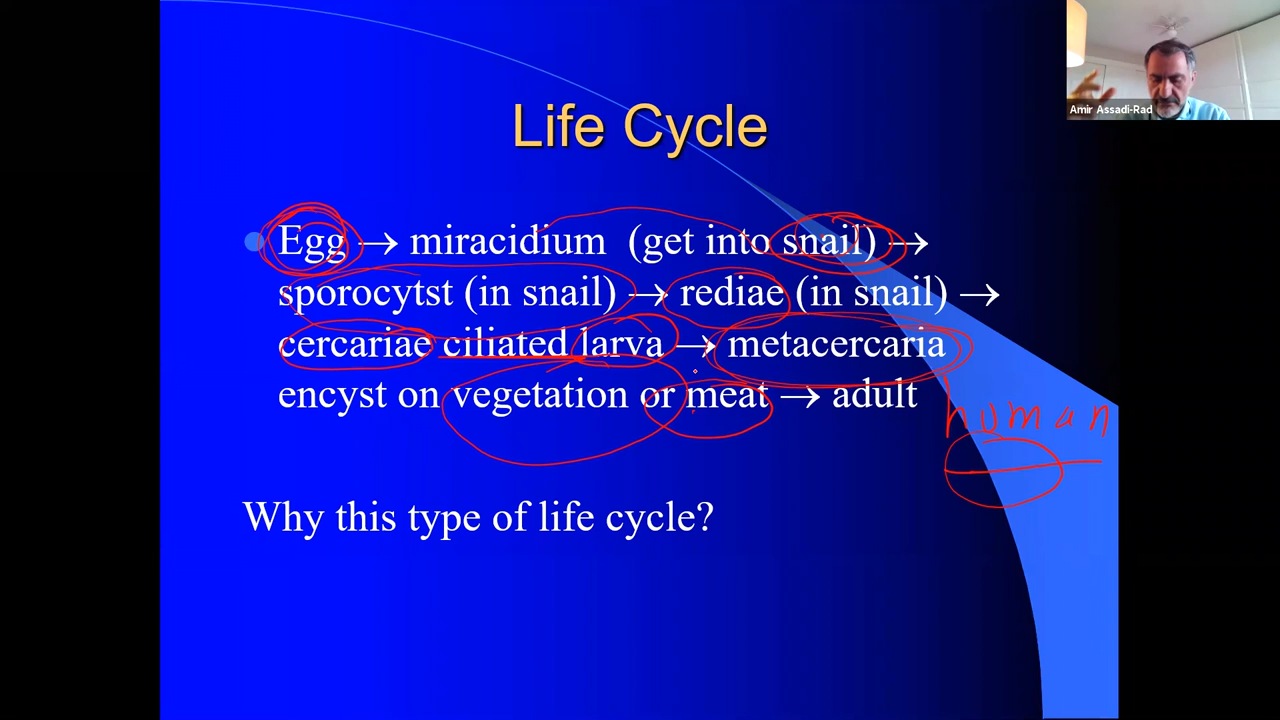 Life Cycle
Amir Assadi-Rad
Egg → miracidium (get into snail) →
sporocytst (in snail) → rediae (in snail) →
cercariae ciliated larva → metacercaria
encyst on vegetation or meat → adult
human
Why this type of life cycle?